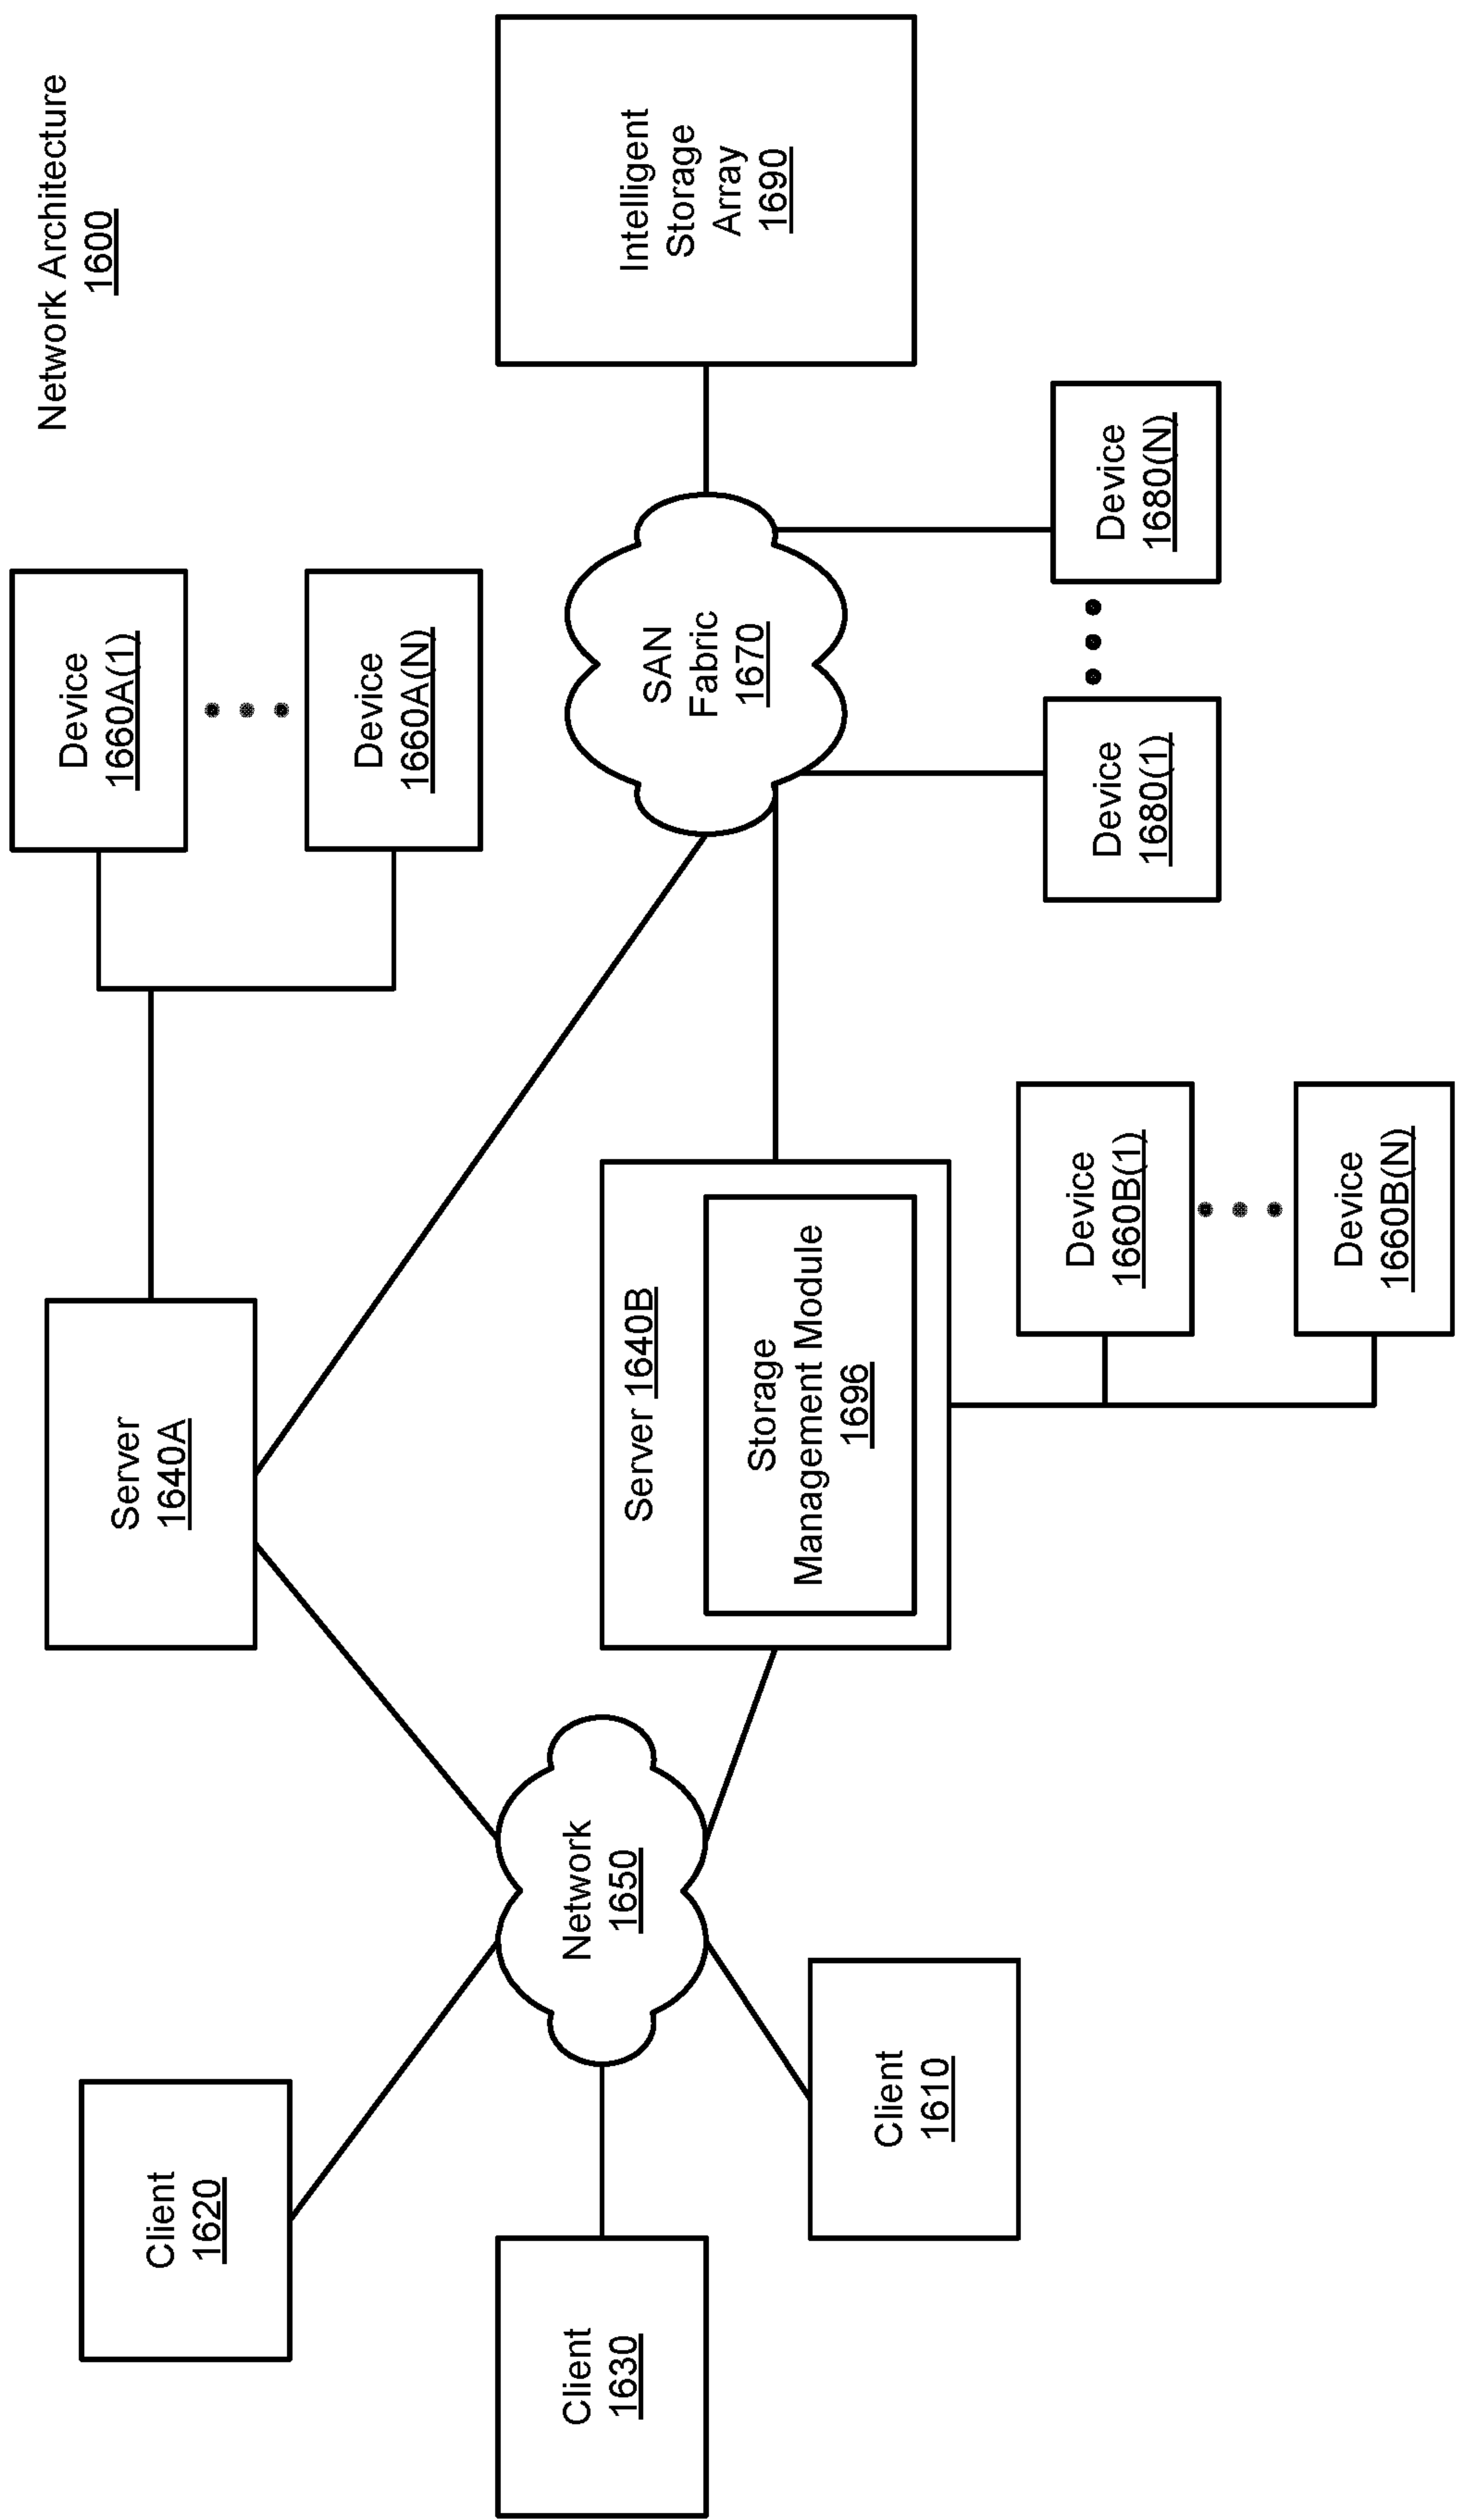 Network Architecture
1600
Client
1620
Client
1630
Client
1610
Network
1650
Server
1640A
Server 1640B
Storage
Management Module
1696
Device
1660A(1)
Device
1660A(N)
Device
1660B(1)
Device
1660B(N)
SAN
Fabric
1670
Device
1680(1)
Device
1680(N)
Intelligent
Storage
Array
1690